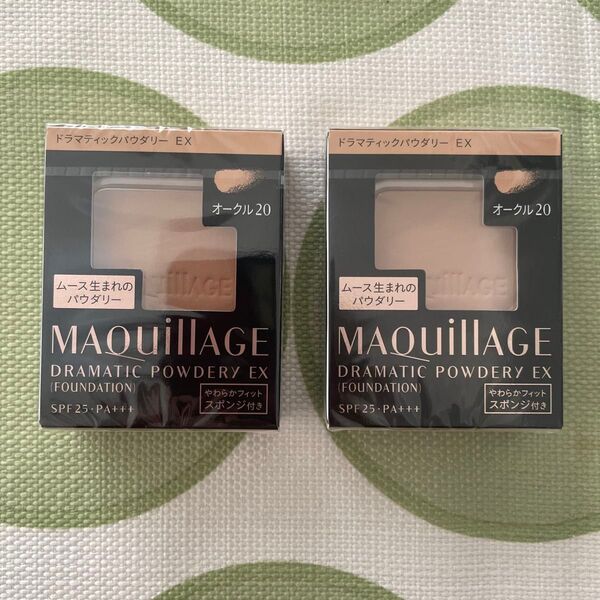 ドラマティックパウダリー EX
オークル20
ムース生まれの
パウダリー
MAQuillAGE
DRAMATIC POWDERY EX
(FOUNDATION)
SPF25・PA+++
やわらかフィット
スポンジ付き
ドラマティックパウダリー EX
オークル20
ムース生まれの
パウダリー
MAQuillAGE
DRAMATIC POWDERY EX
(FOUNDATION)
SPF25・PA+++
やわらかフィット
スポンジ付き